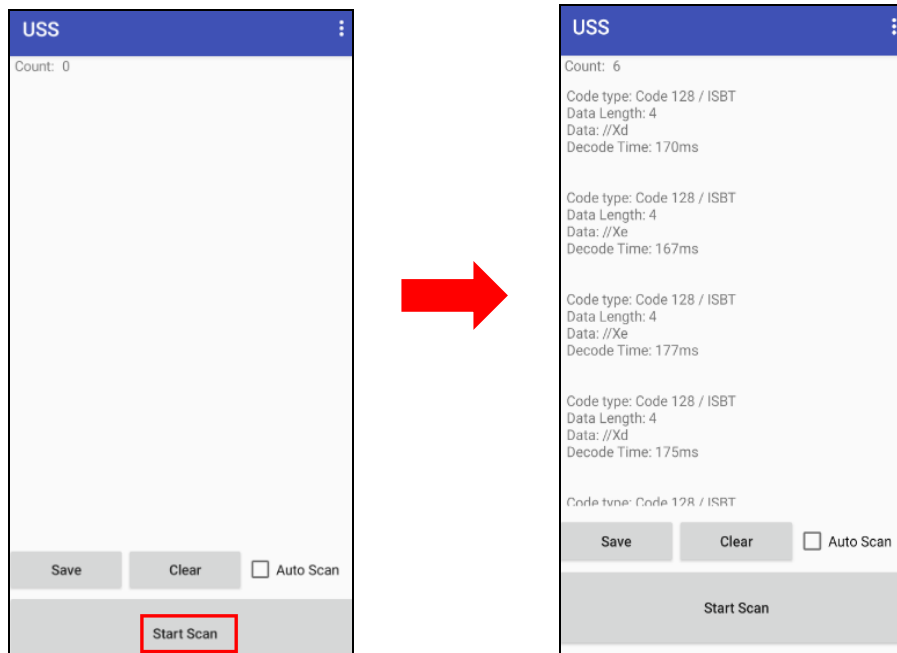 USS
Count: 0
Save
Clear
Auto Scan
Start Scan
USS
Count: 6
Code type: Code 128 / ISBT
Data Length: 4
Data: //Xd
Decode Time: 170ms
Code type: Code 128 / ISBT
Data Length: 4
Data: //Xe
Decode Time: 167ms
Code type: Code 128 / ISBT
Data Length: 4
Data: //Xe
Decode Time: 177ms
Code type: Code 128 / ISBT
Data Length: 4
Data: //Xd
Decode Time: 175ms
Code type: Code 128 / ISBT
Save
Clear
Auto Scan
Start Scan